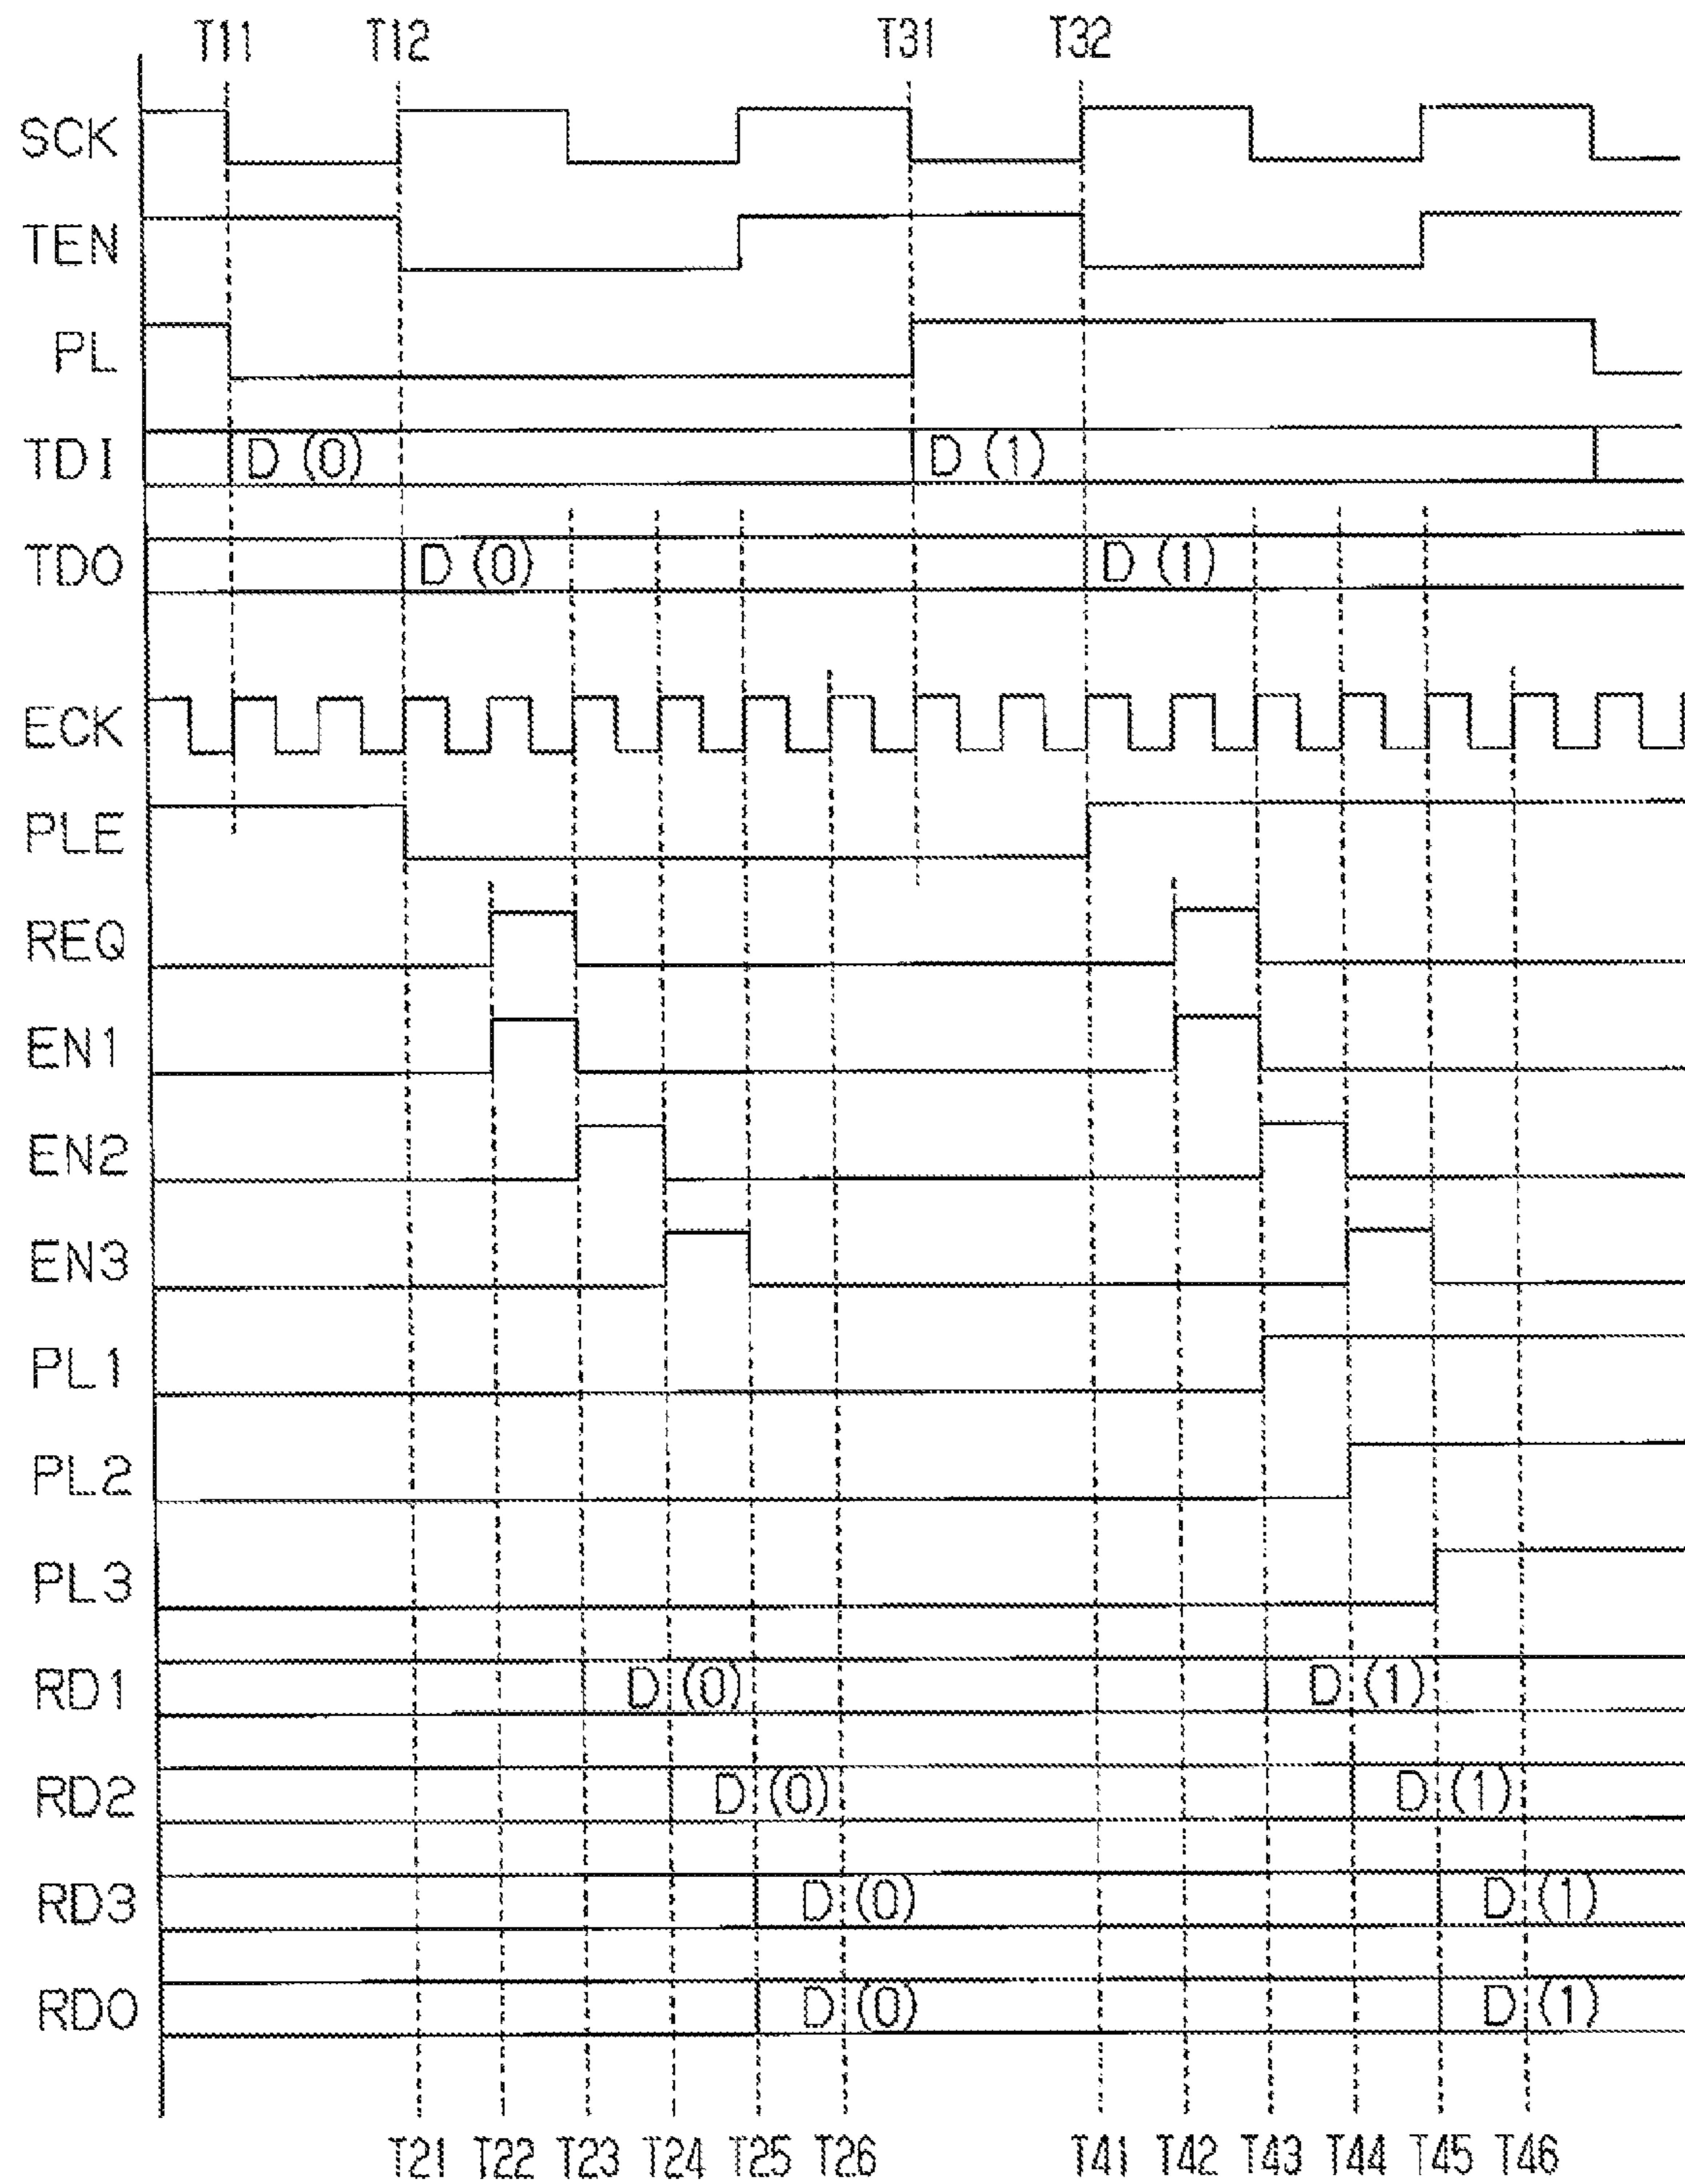 T11 T12 T31 T32
SCK
TEN
PL
TDI D (0) D (1)
TDO D (0) D (1)
ECK
PLE
REQ
EN1
EN2
EN3
PL1
PL2
PL3
RD1 D (0) D (1)
RD2 D (0) D (1)
RD3 D (0) D (1)
RDO D (0) D (1)
T21 T22 T23 T24 T25 T26 T41 T42 T43 T44 T45 T46